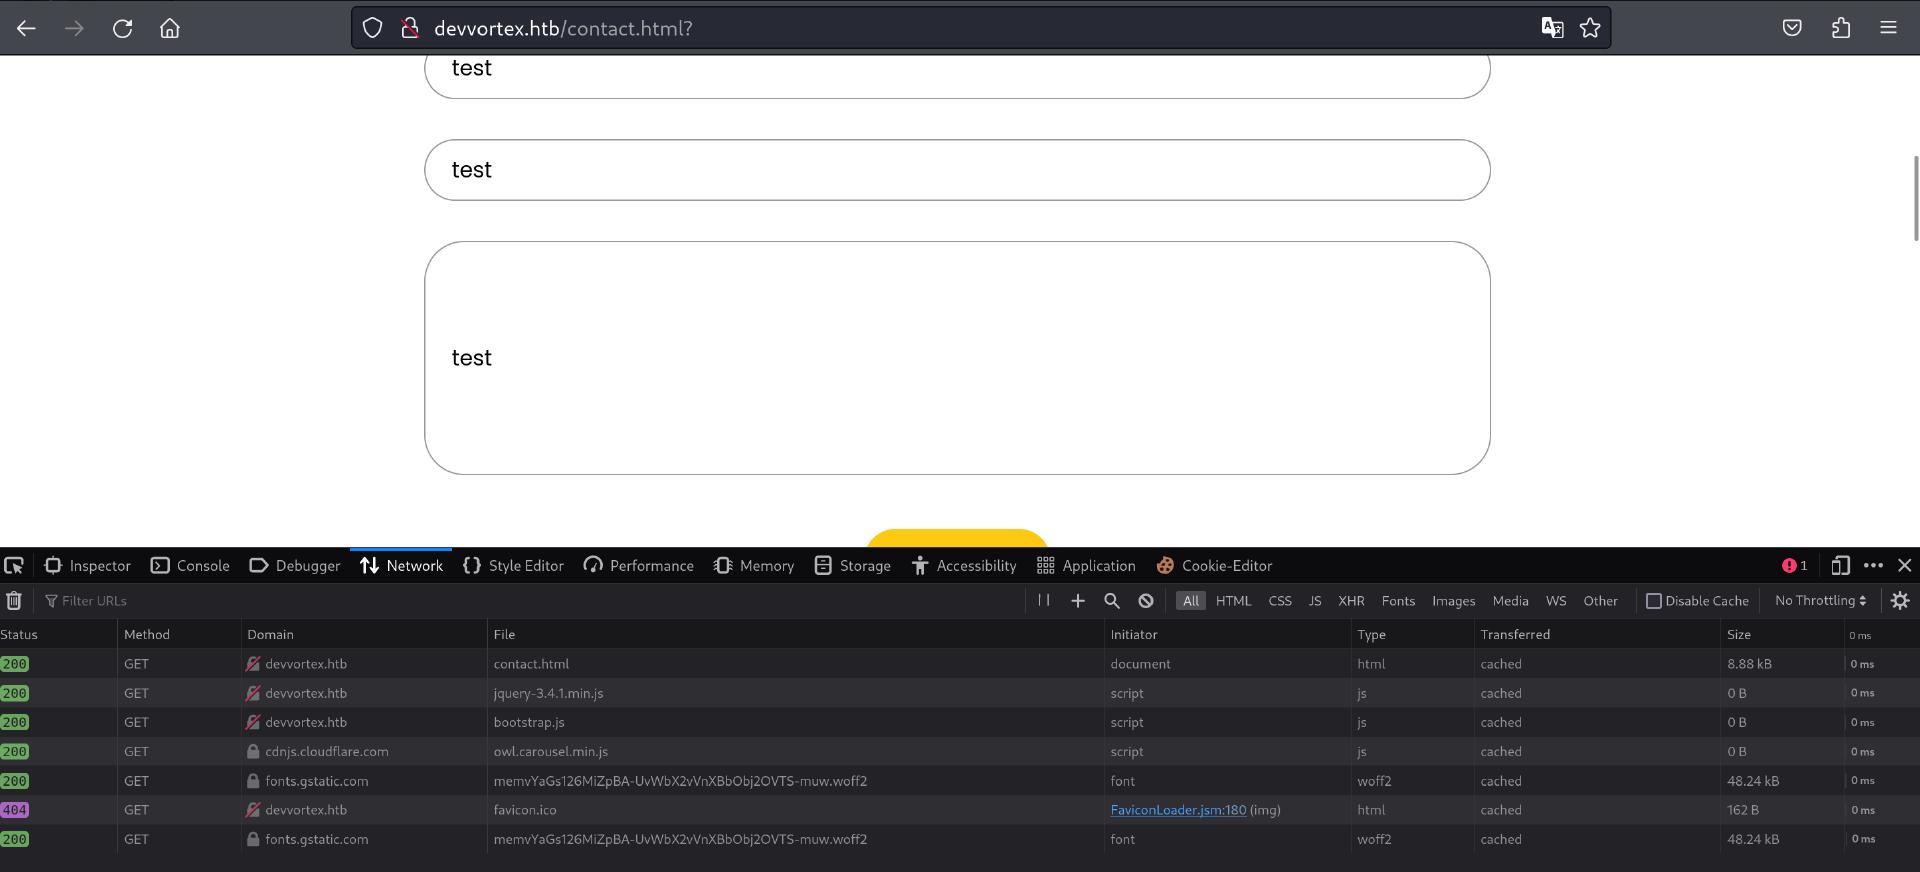 devvortex.htb/contact.html?
test
test
test
Inspector Console Debugger Network Style Editor Performance Memory Storage Accessibility Application Cookie-Editor 1
Filter URLs All HTML CSS JS XHR Fonts Images Media WS Other Disable Cache No Throttling
Status Method Domain File Initiator Type Transferred Size 0 ms
200 GET devvortex.htb contact.html document html cached 8.88 kB 0 ms
200 GET devvortex.htb jquery-3.4.1.min.js script js cached 0 B 0 ms
200 GET devvortex.htb bootstrap.js script js cached 0 B 0 ms
200 GET cdnjs.cloudflare.com owl.carousel.min.js script js cached 0 B 0 ms
200 GET fonts.gstatic.com memvYaGs126MiZpBA-UvWbX2vVnXBbObj2OVTS-muw.woff2 font woff2 cached 48.24 kB 0 ms
404 GET devvortex.htb favicon.ico FaviconLoader.jsm:180 (img) html cached 162 B 0 ms
200 GET fonts.gstatic.com memvYaGs126MiZpBA-UvWbX2vVnXBbObj2OVTS-muw.woff2 font woff2 cached 48.24 kB 0 ms